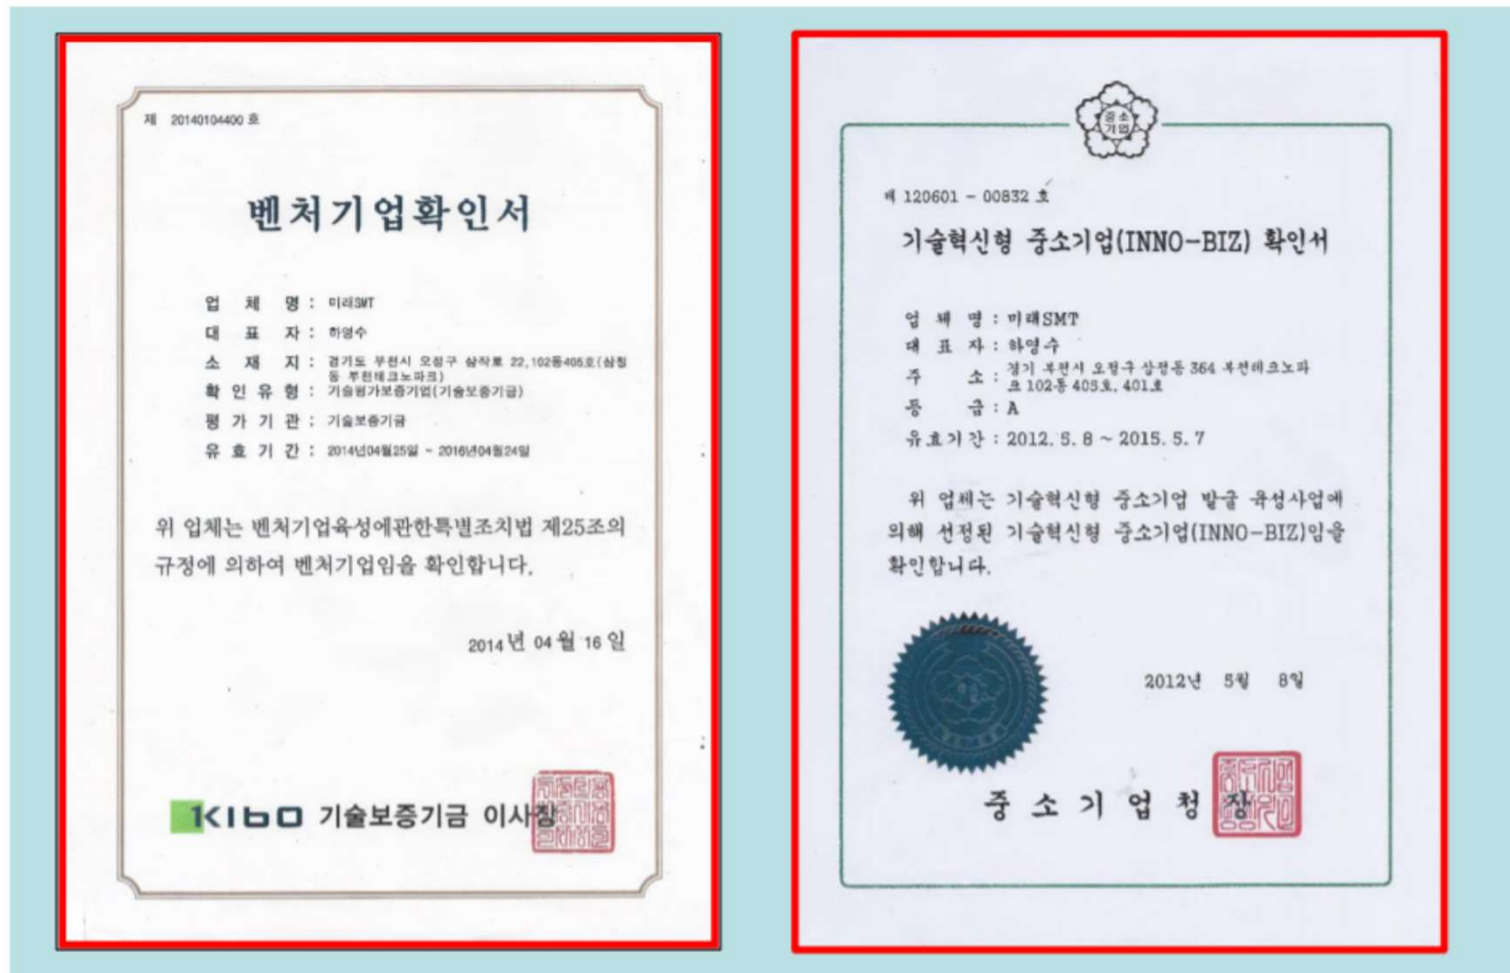 제 20140104400 호
벤처기업확인서
업 체 명 : 미래SMT
대 표 자 : 하영수
소 재 지 : 경기도 부천시 오정구 삼작로 22,102동405호(삼정
동 부천테크노파크)
확 인 유 형 : 기술평가보증기업(기술보증기금)
평 가 기 관 : 기술보증기금
유 효 기 간 : 2014년04월25일 ~ 2016년04월24일
위 업체는 벤처기업육성에관한특별조치법 제25조의
규정에 의하여 벤처기업임을 확인합니다.
2014년 04월 16일
KIBO 기술보증기금 이사장
중소
기업
제 120601 - 00832 호
기술혁신형 중소기업(INNO-BIZ) 확인서
업 체 명 : 미래SMT
대 표 자 : 하영수
주 소 : 경기 부천시 오정구 삼정동 364 부천테크노파
크 102동 405호, 401호
등 급 : A
유효기간 : 2012. 5. 8 ~ 2015. 5. 7
위 업체는 기술혁신형 중소기업 발굴 육성사업에
의해 선정된 기술혁신형 중소기업(INNO-BIZ)임을
확인합니다.
2012년 5월 8일
중 소 기 업 청 장